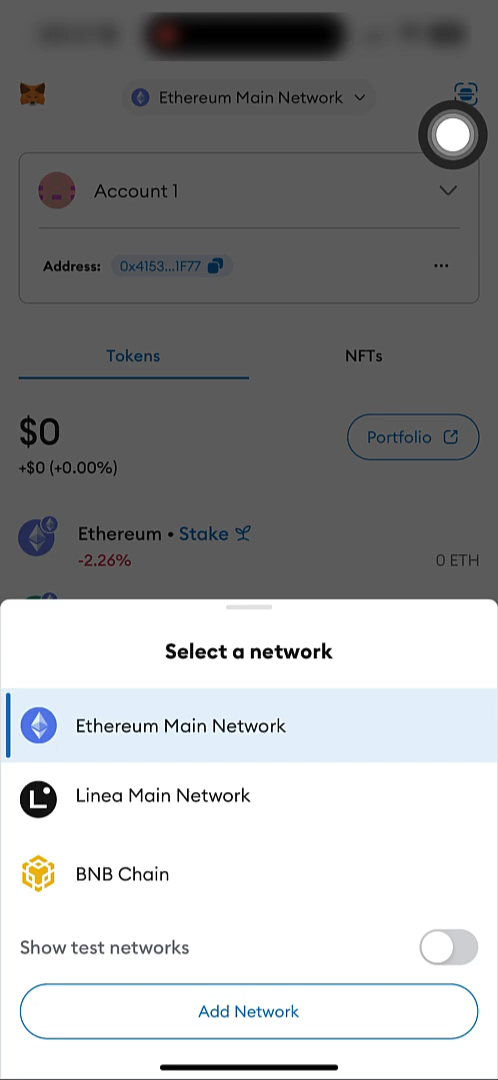 Ethereum Main Network
Account 1
Address: 0x4153...1F77
Tokens NFTs
$0
+$0 (+0.00%)
Portfolio
Ethereum • Stake
-2.26%
0 ETH
Select a network
Ethereum Main Network
Linea Main Network
BNB Chain
Show test networks
Add Network